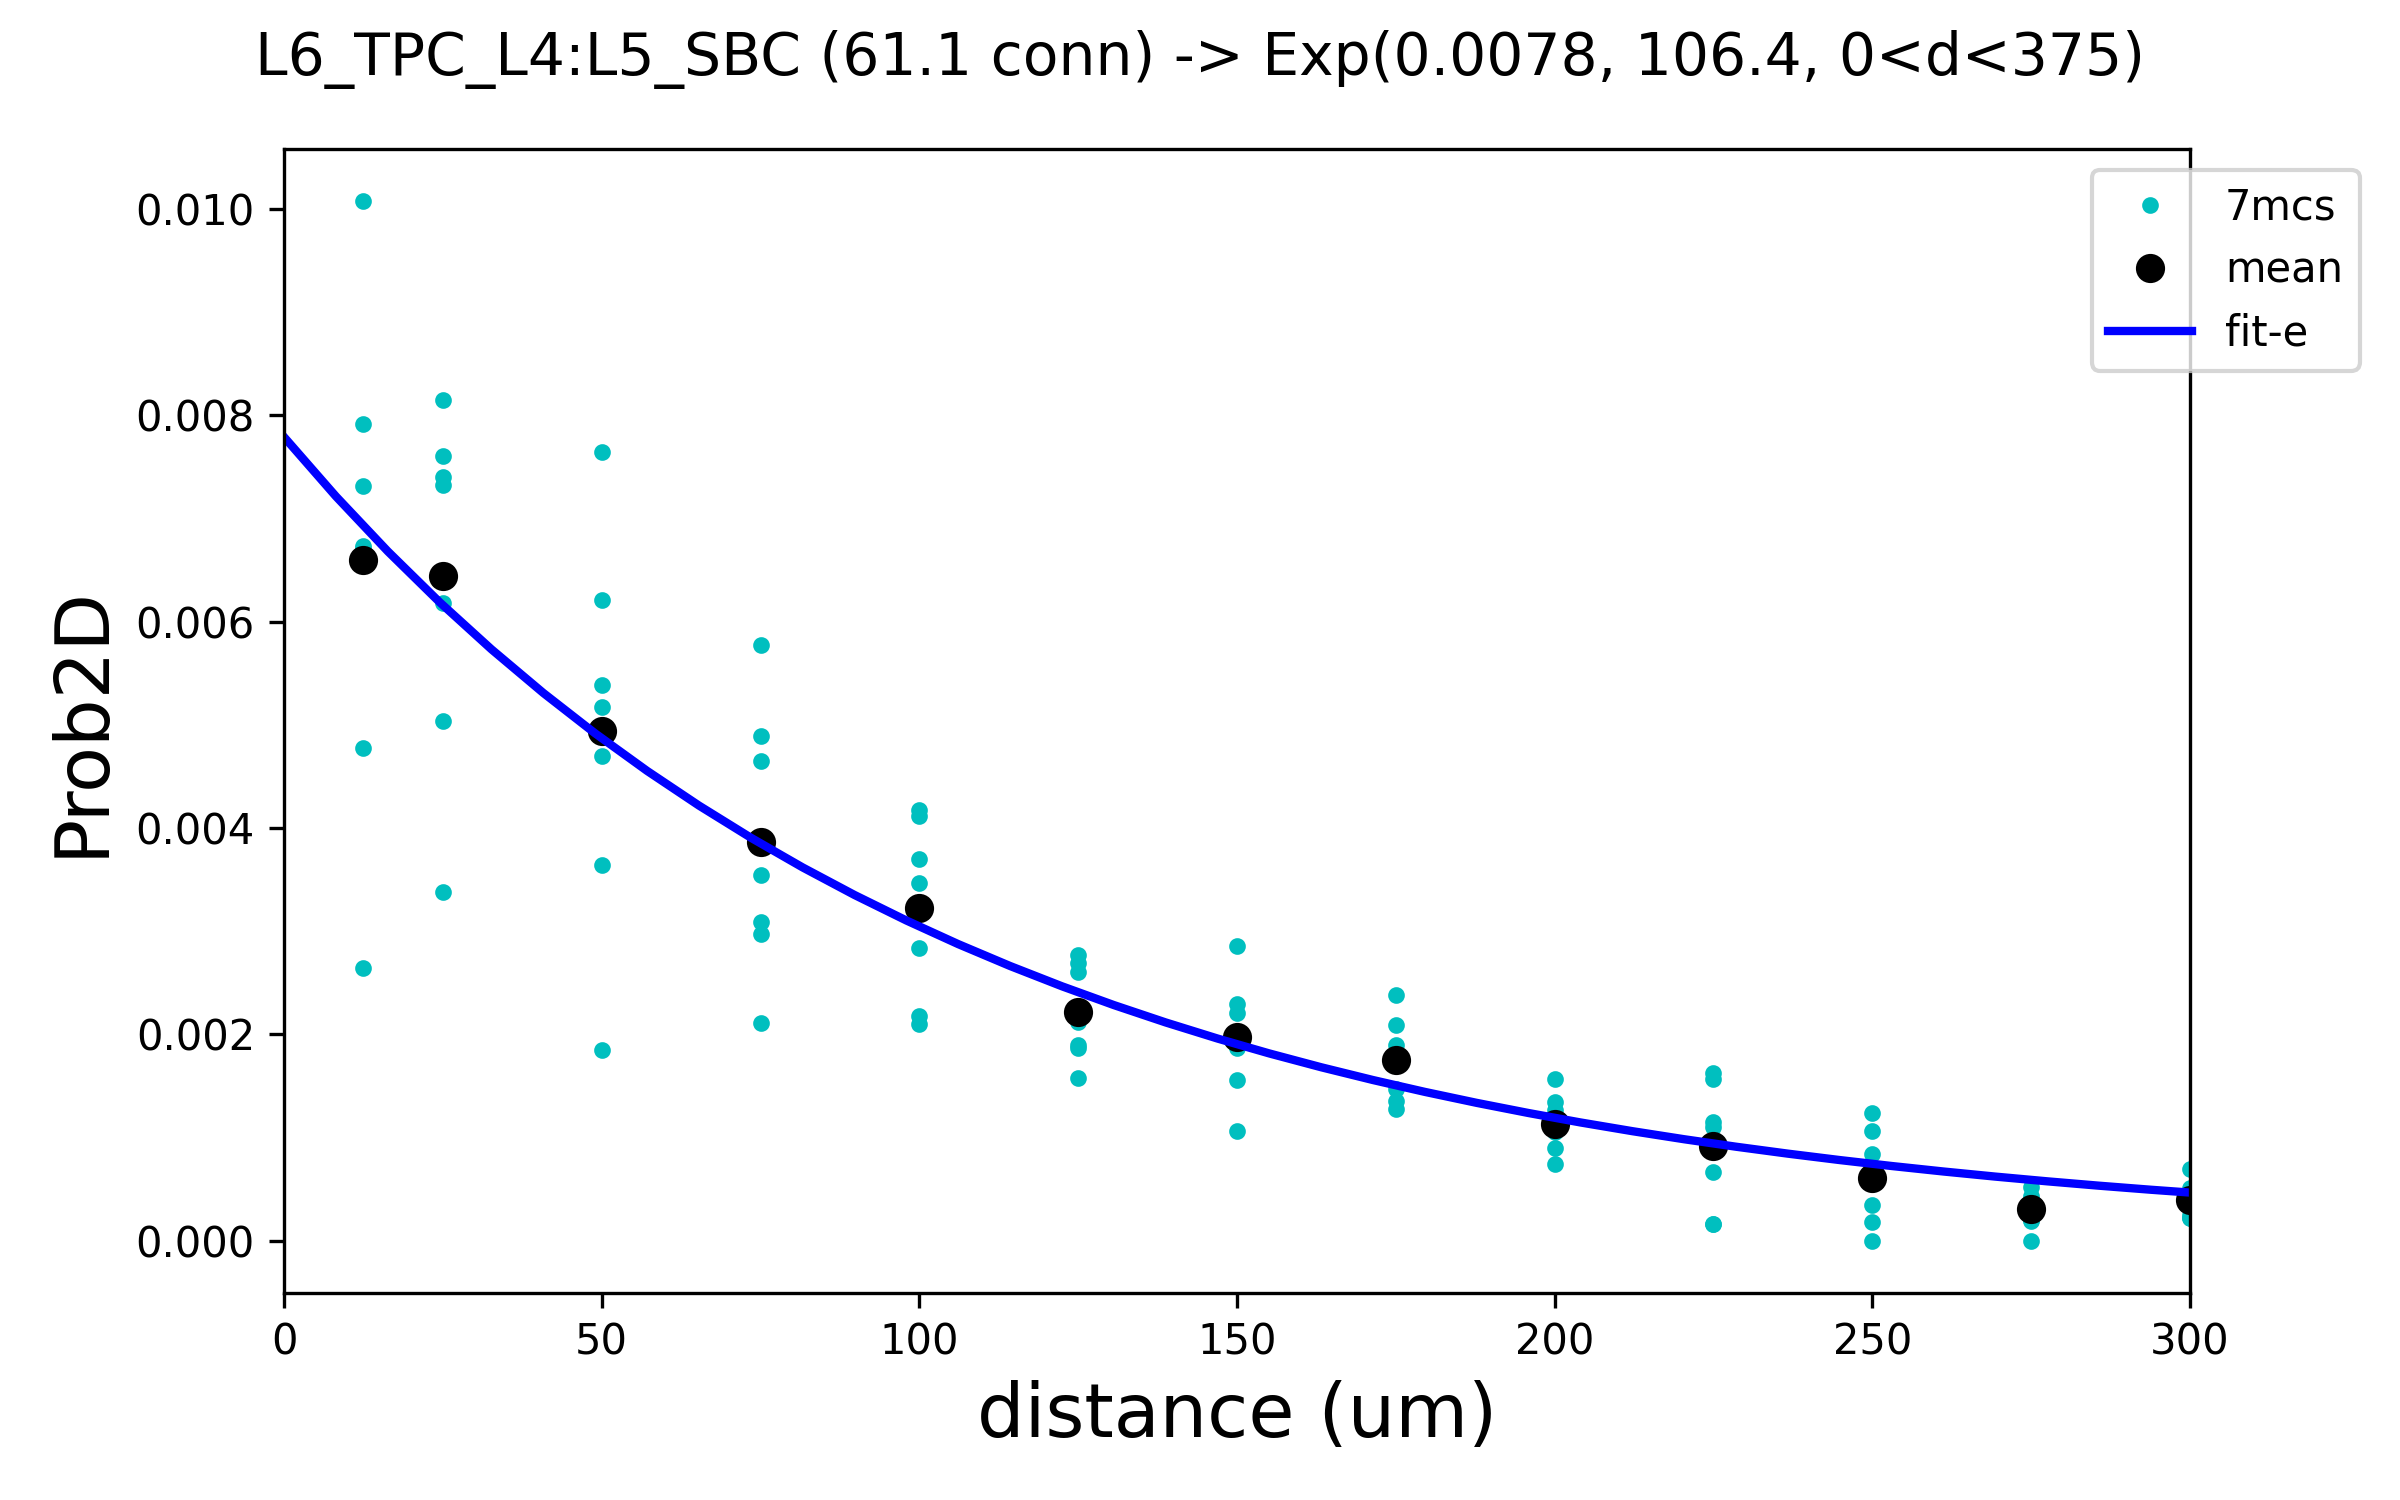 L6_TPC_L4:L5_SBC (61.1 conn) -> Exp(0.0078, 106.4, 0<d<375)
7mcs
mean
fit-e
Prob2D
0.010
0.008
0.006
0.004
0.002
0.000
0 50 100 150 200 250 300
distance (um)